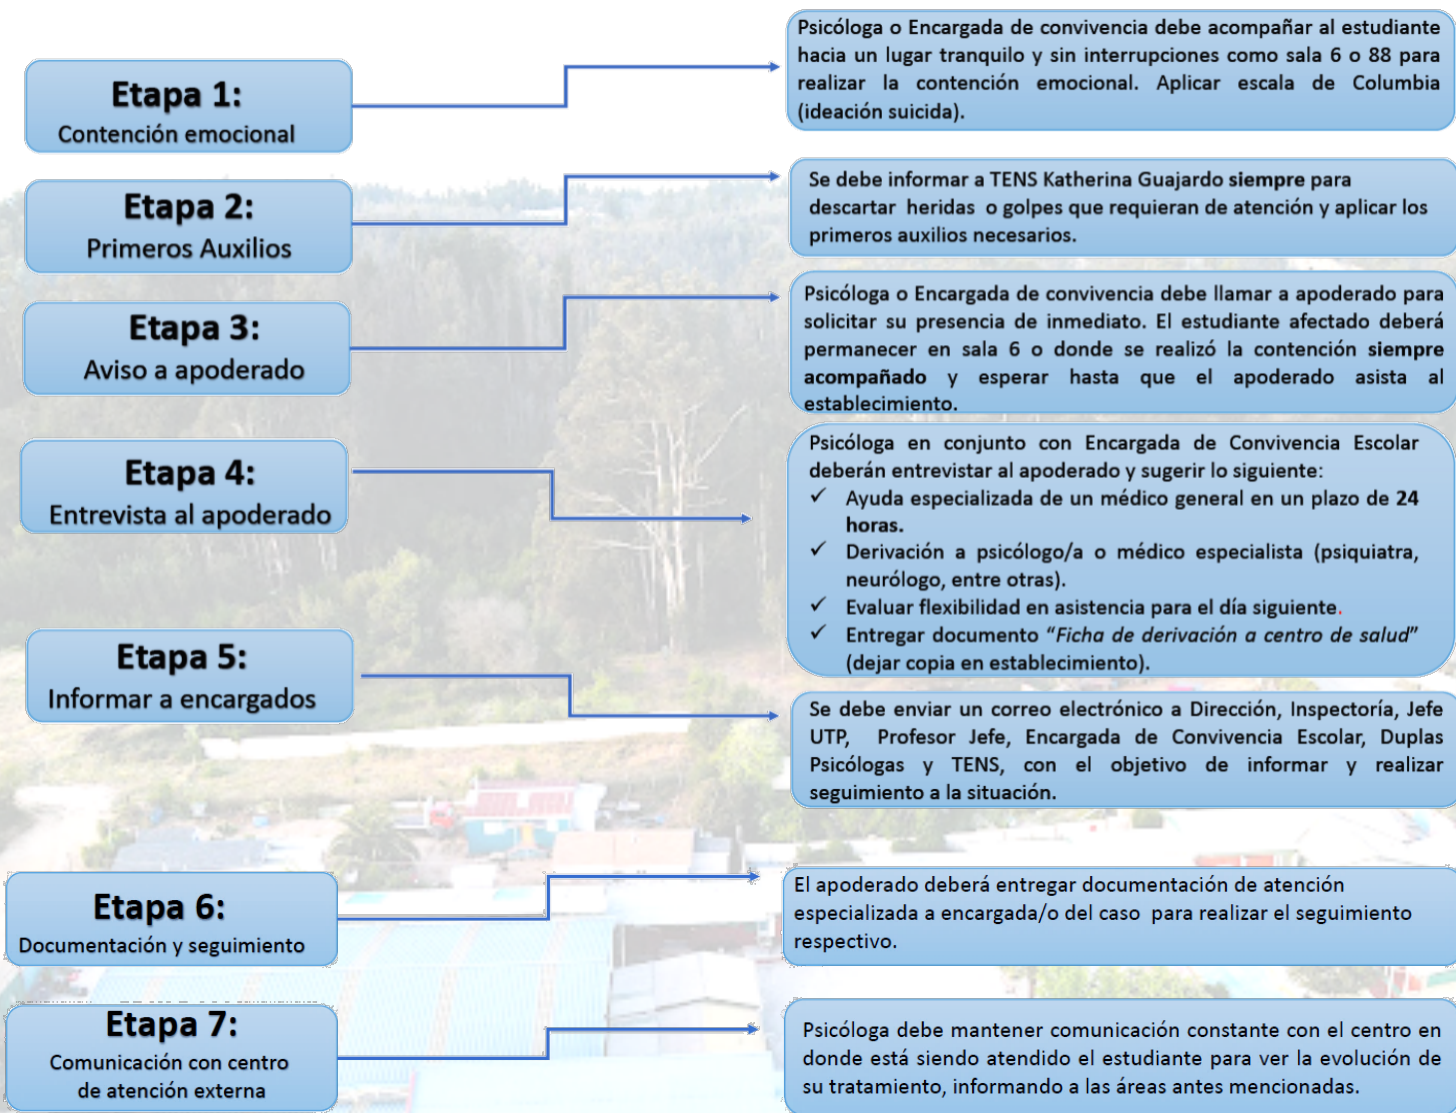 Etapa 1:
Contención emocional
Psicóloga o Encargada de convivencia debe acompañar al estudiante
hacia un lugar tranquilo y sin interrupciones como sala 6 o 88 para
realizar la contención emocional. Aplicar escala de Columbia
(ideación suicida).
Etapa 2:
Primeros Auxilios
Se debe informar a TENS Katherina Guajardo siempre para
descartar heridas o golpes que requieran de atención y aplicar los
primeros auxilios necesarios.
Etapa 3:
Aviso a apoderado
Psicóloga o Encargada de convivencia debe llamar a apoderado para
solicitar su presencia de inmediato. El estudiante afectado deberá
permanecer en sala 6 o donde se realizó la contención siempre
acompañado y esperar hasta que el apoderado asista al
establecimiento.
Etapa 4:
Entrevista al apoderado
Psicóloga en conjunto con Encargada de Convivencia Escolar
deberán entrevistar al apoderado y sugerir lo siguiente:
✓ Ayuda especializada de un médico general en un plazo de 24
horas.
✓ Derivación a psicólogo/a o médico especialista (psiquiatra,
neurólogo, entre otras).
✓ Evaluar flexibilidad en asistencia para el día siguiente.
✓ Entregar documento “Ficha de derivación a centro de salud”
(dejar copia en establecimiento).
Etapa 5:
Informar a encargados
Se debe enviar un correo electrónico a Dirección, Inspectoría, Jefe
UTP, Profesor Jefe, Encargada de Convivencia Escolar, Duplas
Psicólogas y TENS, con el objetivo de informar y realizar
seguimiento a la situación.
Etapa 6:
Documentación y seguimiento
El apoderado deberá entregar documentación de atención
especializada a encargada/o del caso para realizar el seguimiento
respectivo.
Etapa 7:
Comunicación con centro
de atención externa
Psicóloga debe mantener comunicación constante con el centro en
donde está siendo atendido el estudiante para ver la evolución de
su tratamiento, informando a las áreas antes mencionadas.